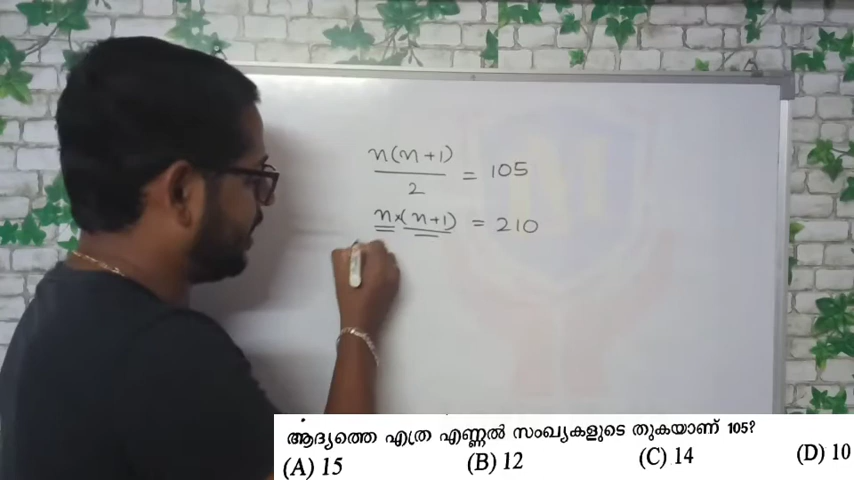 n(n+1)
2
= 105
n×(n+1) = 210
ആദ്യത്തെ എത്ര എണ്ണൽ സംഖ്യകളുടെ തുകയാണ് 105?
(A) 15 (B) 12 (C) 14 (D) 10